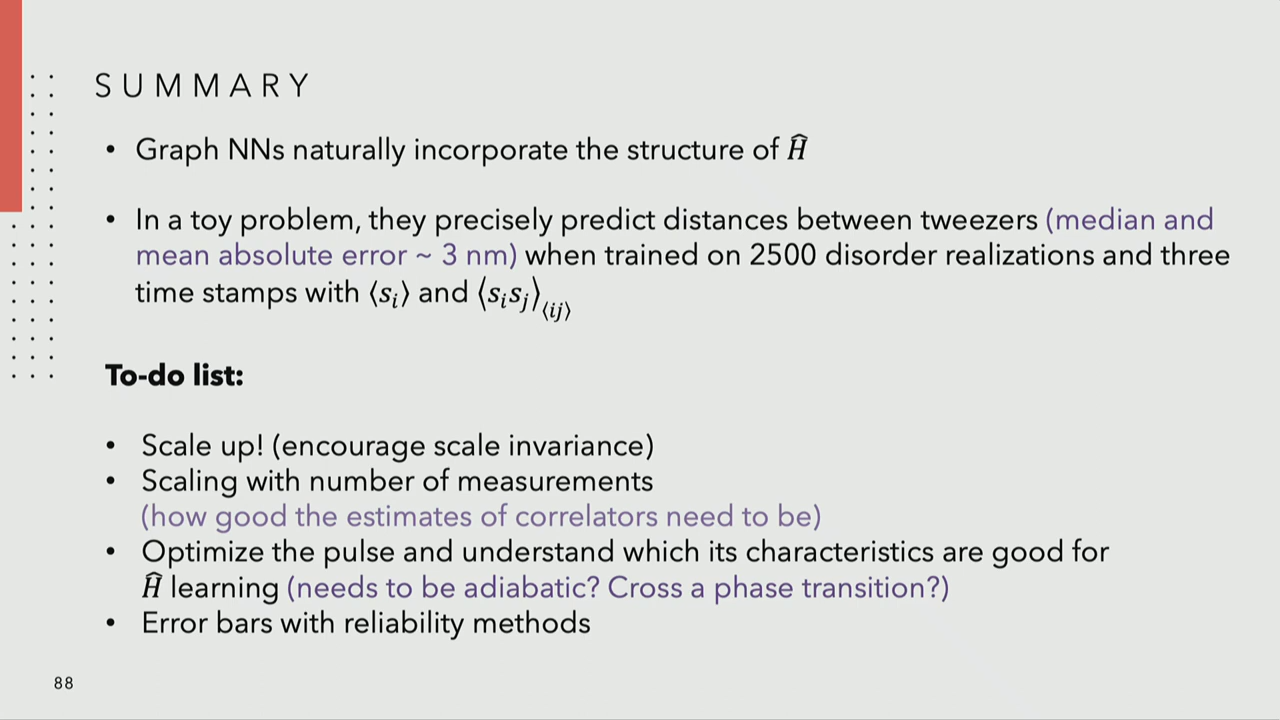 SUMMARY
• Graph NNs naturally incorporate the structure of Ĥ
• In a toy problem, they precisely predict distances between tweezers (median and
mean absolute error ~ 3 nm) when trained on 2500 disorder realizations and three
time stamps with ⟨sᵢ⟩ and ⟨sᵢsⱼ⟩₍ᵢⱼ₎
To-do list:
• Scale up! (encourage scale invariance)
• Scaling with number of measurements
(how good the estimates of correlators need to be)
• Optimize the pulse and understand which its characteristics are good for
Ĥ learning (needs to be adiabatic? Cross a phase transition?)
• Error bars with reliability methods
88